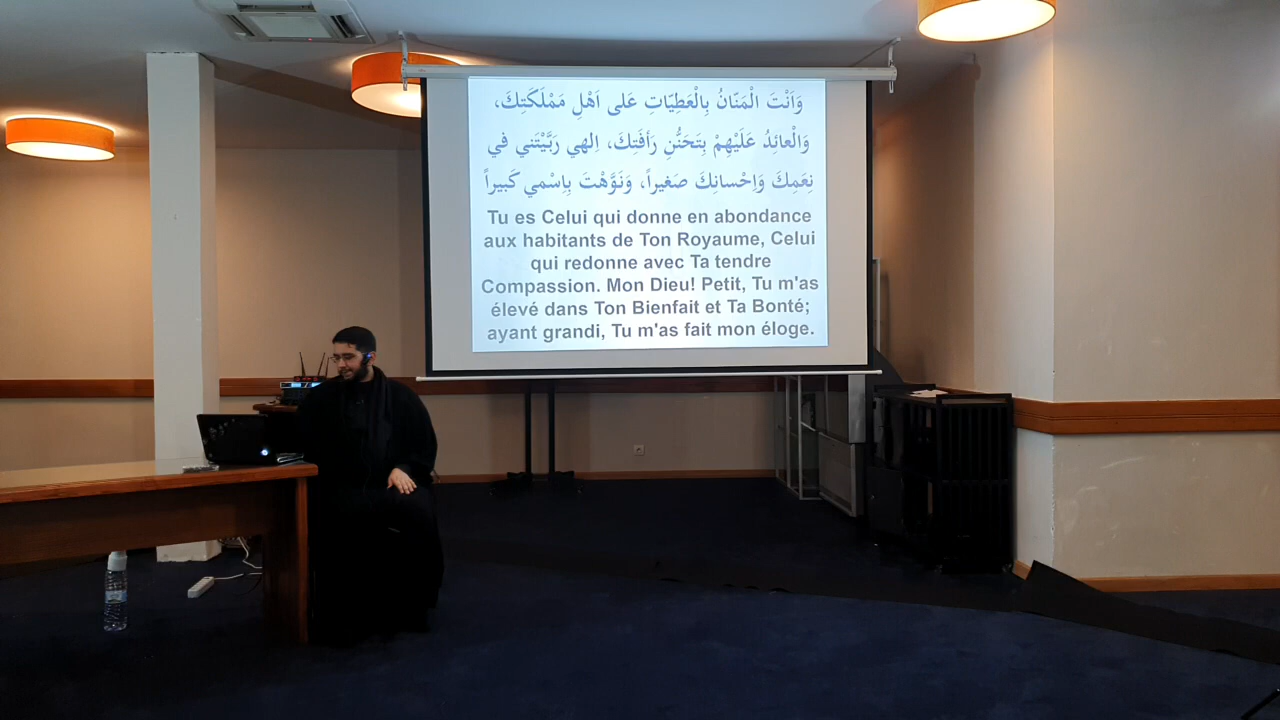 وَاَنْتَ الْمَنّانُ بِالْعَطِيّاتِ عَلى اَهْلِ مَمْلَكَتِكَ،
وَالْعائِدُ عَلَيْهِمْ بِتَحَنُّنِ رَأفَتِكَ، اِلهي رَبَّيْتَني في
نِعَمِكَ وَاِحْسانِكَ صَغيراً، وَنَوَّهْتَ بِاِسْمي كَبيراً
Tu es Celui qui donne en abondance
aux habitants de Ton Royaume, Celui
qui redonne avec Ta tendre
Compassion. Mon Dieu! Petit, Tu m'as
élevé dans Ton Bienfait et Ta Bonté;
ayant grandi, Tu m'as fait mon éloge.